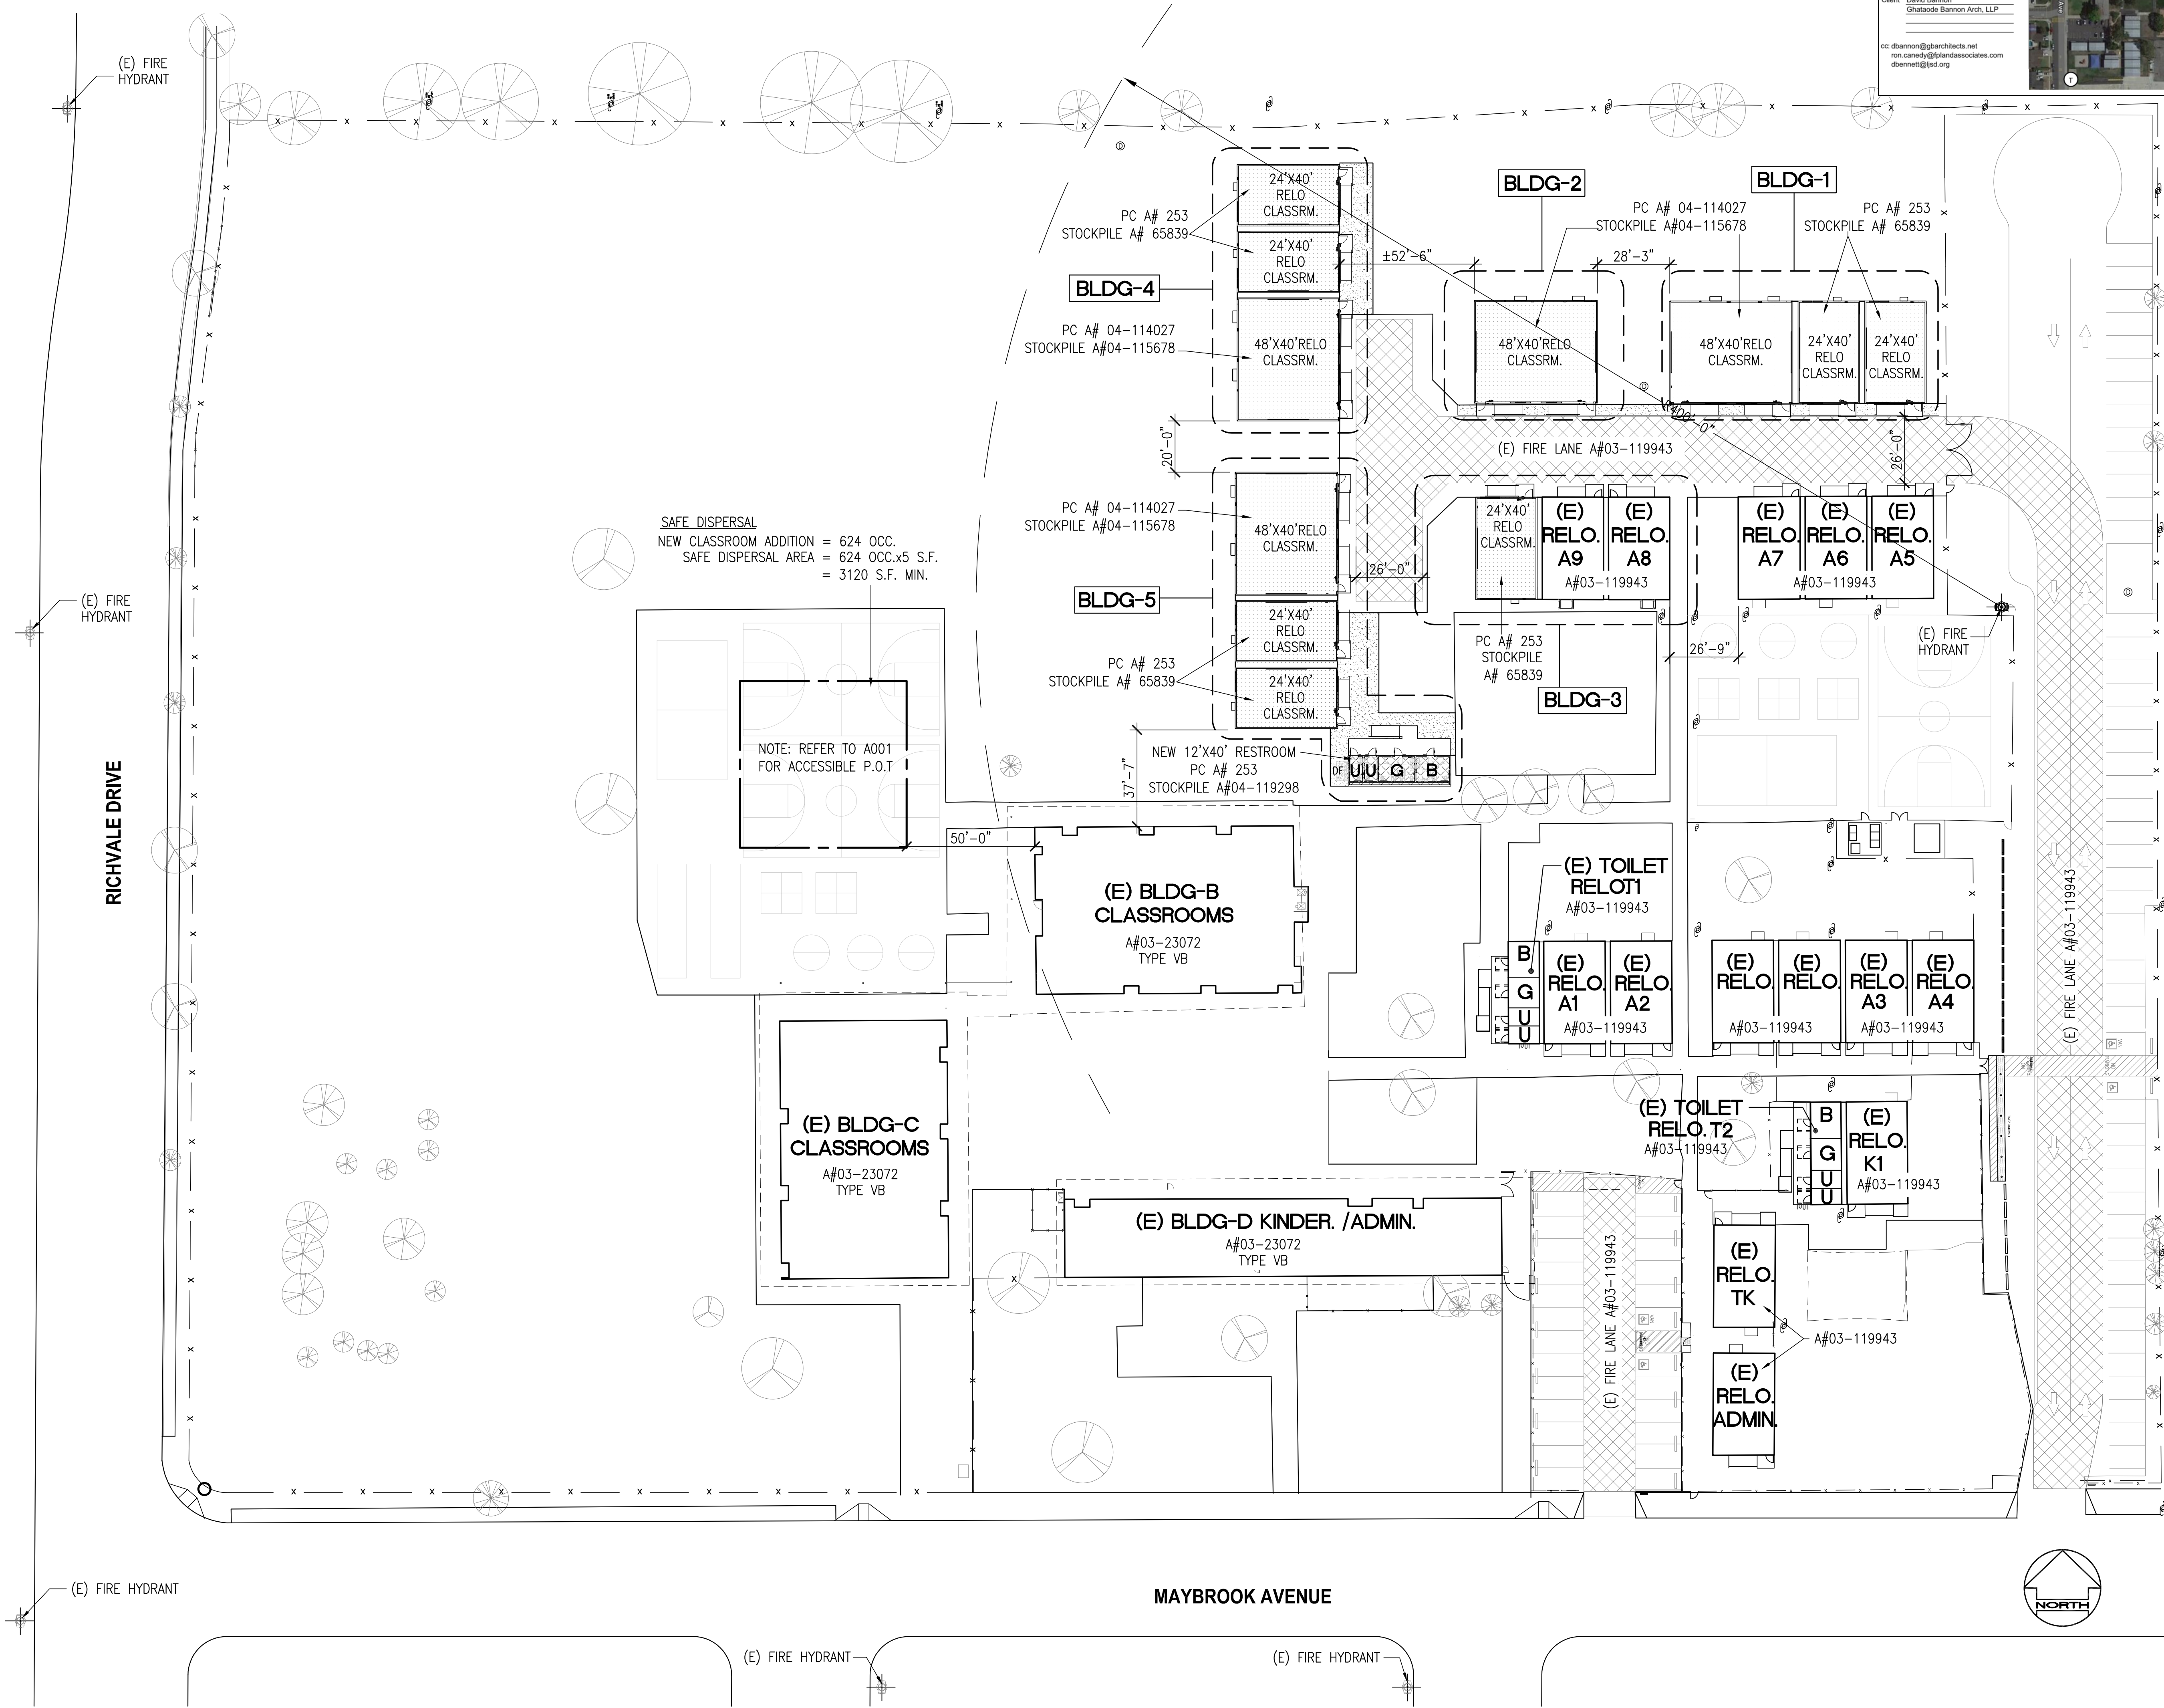 Client David Bannon
Ghataode Bannon Arch, LLP
cc: dbannon@gbarchitects.net
ron.canedy@fplandassociates.com
dbennett@ljsd.org
Ave
T
(E) FIRE
HYDRANT
24'X40'
RELO
CLASSRM.
PC A# 253
STOCKPILE A# 65839
24'X40'
RELO
CLASSRM.
BLDG-4
PC A# 04-114027
STOCKPILE A#04-115678
48'X40'RELO
CLASSRM.
±52'-6"
BLDG-2
28'-3"
PC A# 04-114027
STOCKPILE A#04-115678
BLDG-1
PC A# 253
STOCKPILE A# 65839
48'X40'RELO
CLASSRM.
48'X40'RELO
CLASSRM.
24'X40'
RELO
CLASSRM.
24'X40'
RELO
CLASSRM.
R400'-0"
(E) FIRE LANE A#03-119943
26'-0"
20'-0"
PC A# 04-114027
STOCKPILE A#04-115678
48'X40'RELO
CLASSRM.
26'-0"
BLDG-5
24'X40'
RELO
CLASSRM.
PC A# 253
STOCKPILE A# 65839
24'X40'
RELO
CLASSRM.
24'X40'
RELO
CLASSRM.
(E)
RELO.
A9
(E)
RELO.
A8
A#03-119943
(E)
RELO.
A7
(E)
RELO.
A6
(E)
RELO.
A5
A#03-119943
PC A# 253
STOCKPILE
A# 65839
BLDG-3
26'-9"
(E) FIRE
HYDRANT
SAFE DISPERSAL
NEW CLASSROOM ADDITION = 624 OCC.
SAFE DISPERSAL AREA = 624 OCC.x5 S.F.
= 3120 S.F. MIN.
(E) FIRE
HYDRANT
NOTE: REFER TO A001
FOR ACCESSIBLE P.O.T
50'-0"
37'-7"
NEW 12'X40' RESTROOM
PC A# 253
STOCKPILE A#04-119298
DF U U G B
RICHVALE DRIVE
(E) BLDG-B
CLASSROOMS
A#03-23072
TYPE VB
(E) TOILET
RELO.T1
A#03-119943
B
G
U
U
(E)
RELO.
A1
(E)
RELO.
A2
A#03-119943
(E)
RELO.
(E)
RELO.
A#03-119943
(E)
RELO.
A3
(E)
RELO.
A4
A#03-119943
(E) FIRE LANE A#03-119943
(E) BLDG-C
CLASSROOMS
A#03-23072
TYPE VB
(E) TOILET
RELO. T2
A#03-119943
B
G
U
U
(E)
RELO.
K1
A#03-119943
(E) BLDG-D KINDER. /ADMIN.
A#03-23072
TYPE VB
(E) FIRE LANE A#03-119943
(E)
RELO.
TK
A#03-119943
(E)
RELO.
ADMIN.
(E) FIRE HYDRANT
MAYBROOK AVENUE
NORTH
(E) FIRE HYDRANT
(E) FIRE HYDRANT